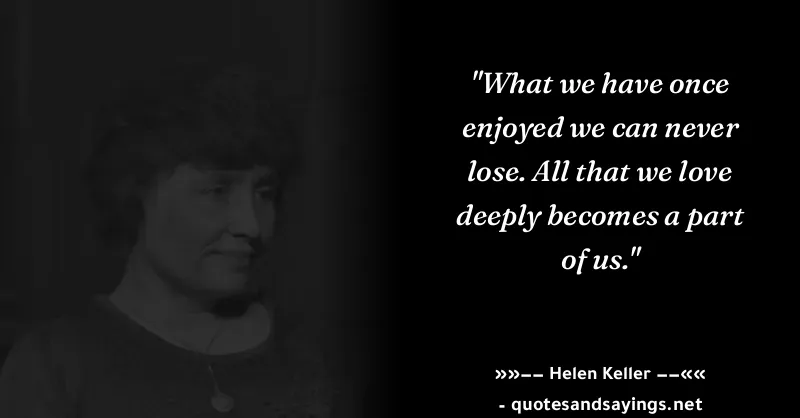 "What we have once
enjoyed we can never
lose. All that we love
deeply becomes a part
of us."
»»−− Helen Keller −−««
- quotesandsayings.net